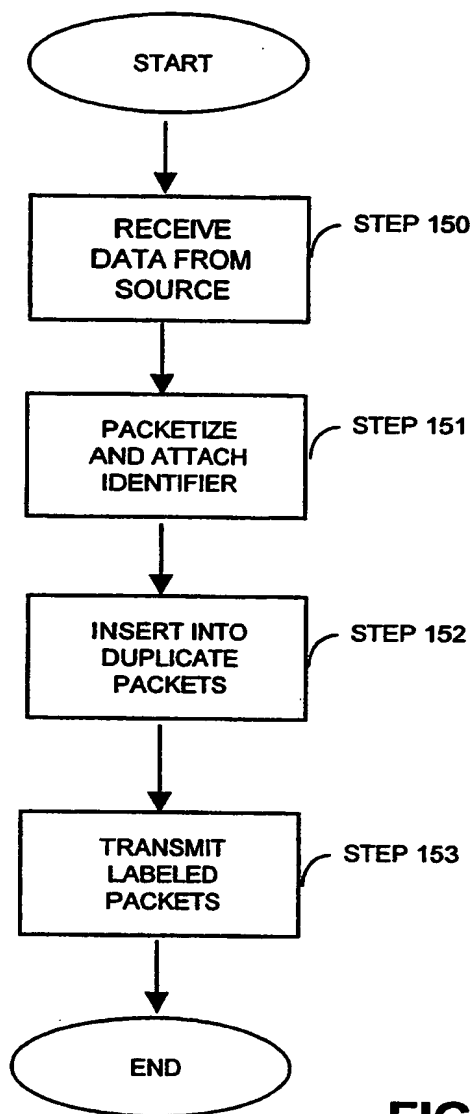 START
RECEIVE
DATA FROM
SOURCE
STEP 150
PACKETIZE
AND ATTACH
IDENTIFIER
STEP 151
INSERT INTO
DUPLICATE
PACKETS
STEP 152
TRANSMIT
LABELED
PACKETS
STEP 153
END
FIG